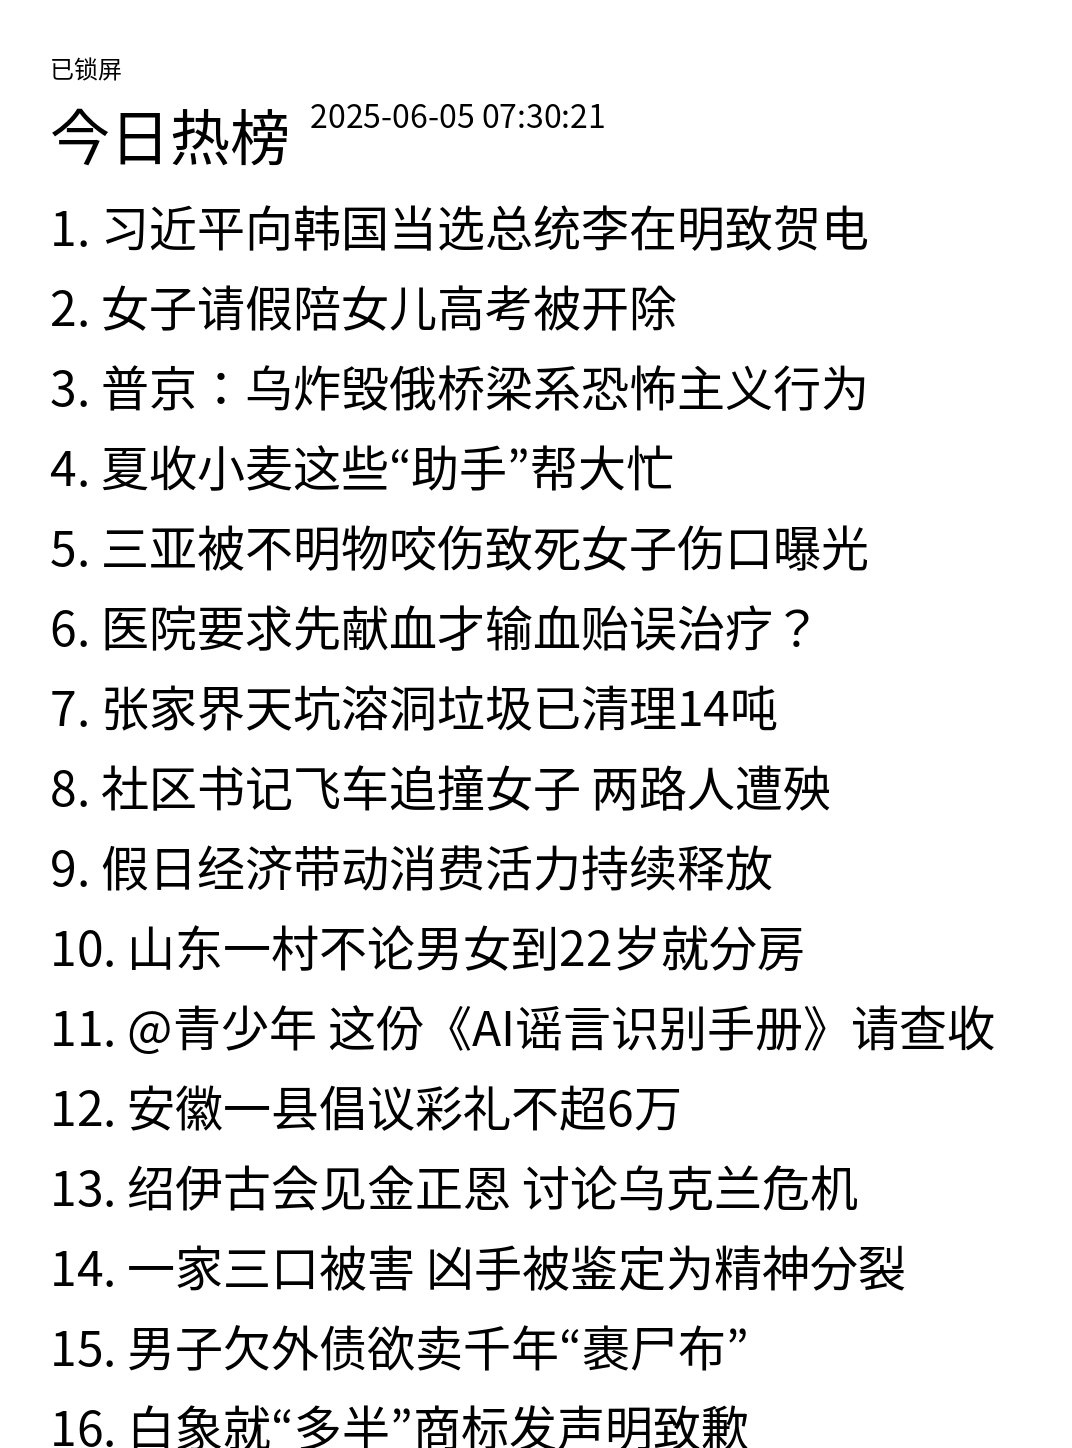 已锁屏
今日热榜 2025-06-05 07:30:21
1. 习近平向韩国当选总统李在明致贺电
2. 女子请假陪女儿高考被开除
3. 普京：乌炸毁俄桥梁系恐怖主义行为
4. 夏收小麦这些“助手”帮大忙
5. 三亚被不明物咬伤致死女子伤口曝光
6. 医院要求先献血才输血贻误治疗？
7. 张家界天坑溶洞垃圾已清理14吨
8. 社区书记飞车追撞女子 两路人遭殃
9. 假日经济带动消费活力持续释放
10. 山东一村不论男女到22岁就分房
11. @青少年 这份《AI谣言识别手册》请查收
12. 安徽一县倡议彩礼不超6万
13. 绍伊古会见金正恩 讨论乌克兰危机
14. 一家三口被害 凶手被鉴定为精神分裂
15. 男子欠外债欲卖千年“裹尸布”
16. 白象就“多半”商标发声明致歉